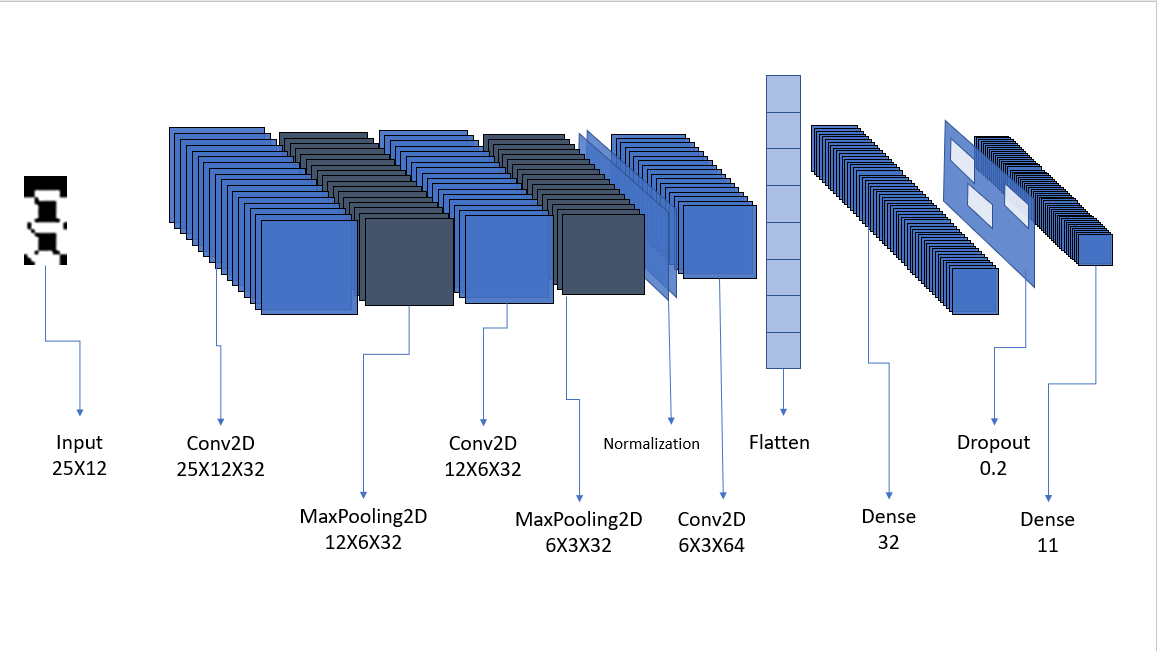 Input
25X12
Conv2D
25X12X32
MaxPooling2D
12X6X32
Conv2D
12X6X32
MaxPooling2D
6X3X32
Normalization
Conv2D
6X3X64
Flatten
Dense
32
Dropout
0.2
Dense
11